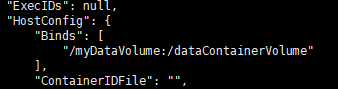 "ExecIDs": null,
"HostConfig": {
    "Binds": [
        "/myDataVolume:/dataContainerVolume"
    ],
    "ContainerIDFile": "",